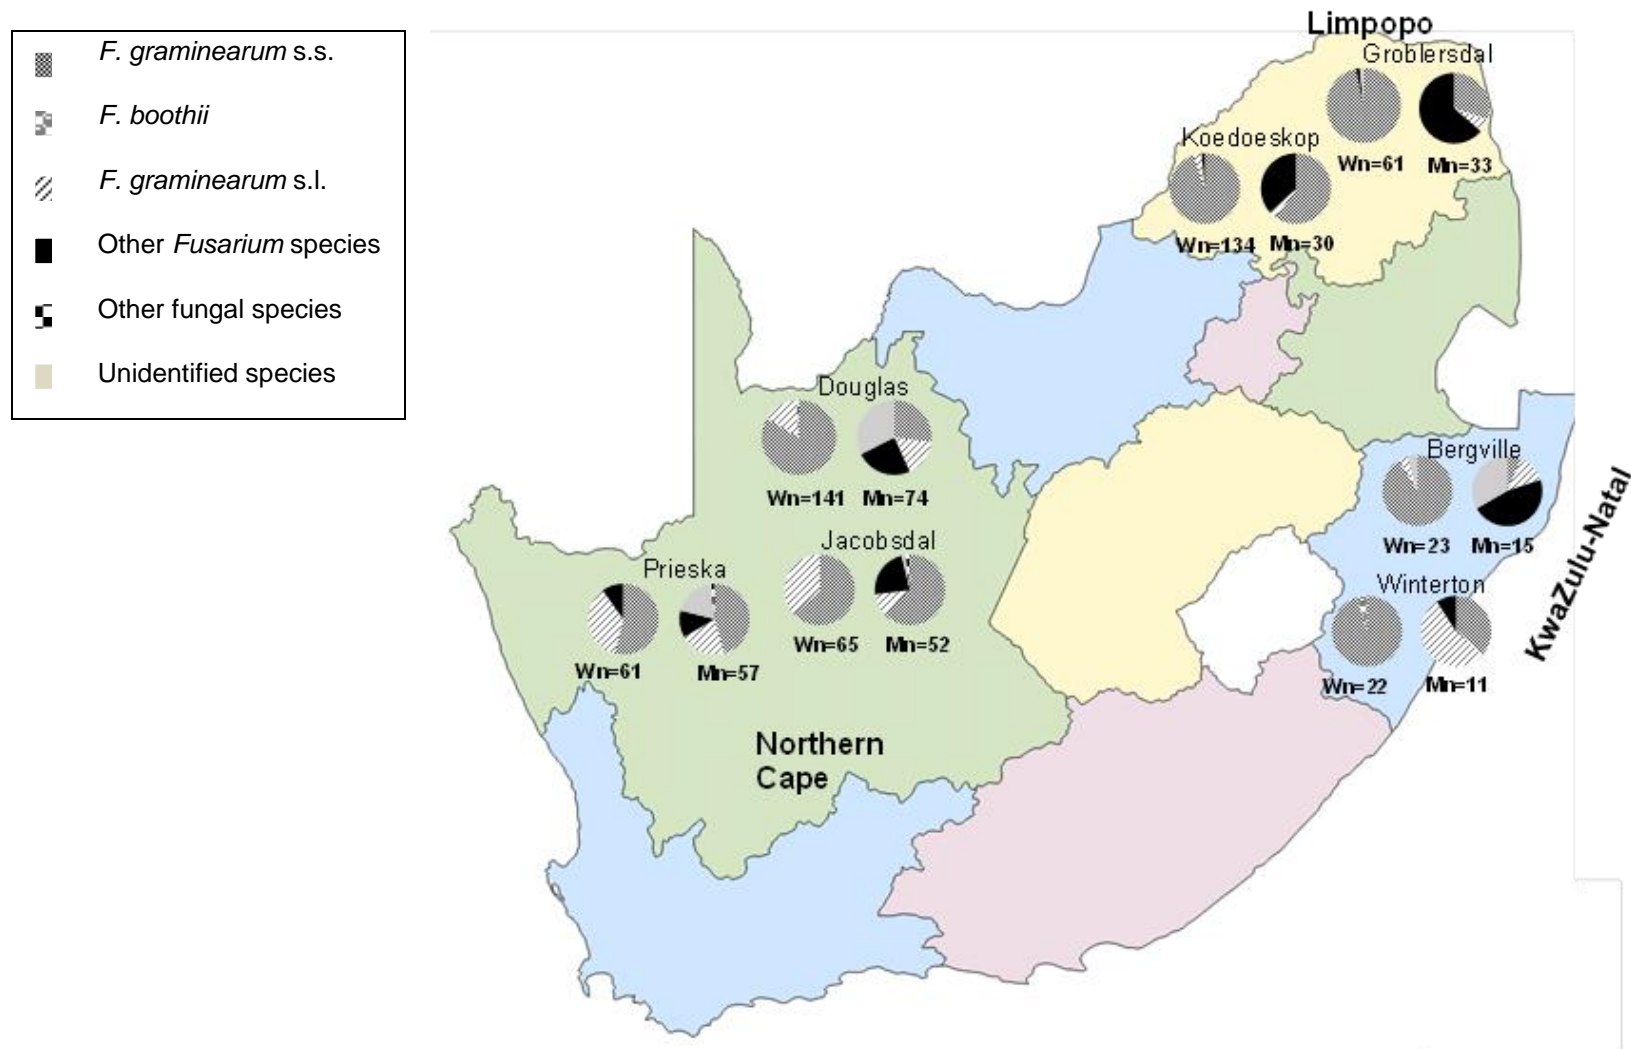 F. graminearum s.s.
F. boothii
F. graminearum s.l.
Other Fusarium species
Other fungal species
Unidentified species
Limpopo
Groblersdal
Wn=61
Mn=33
Koedoeskop
Wn=134
Mn=30
Douglas
Wn=141
Mn=74
Jacobsdal
Wn=65
Mn=52
Prieska
Wn=61
Mn=57
Northern
Cape
Bergville
Wn=23
Mn=15
Winterton
Wn=22
Mn=11
KwaZulu-Natal